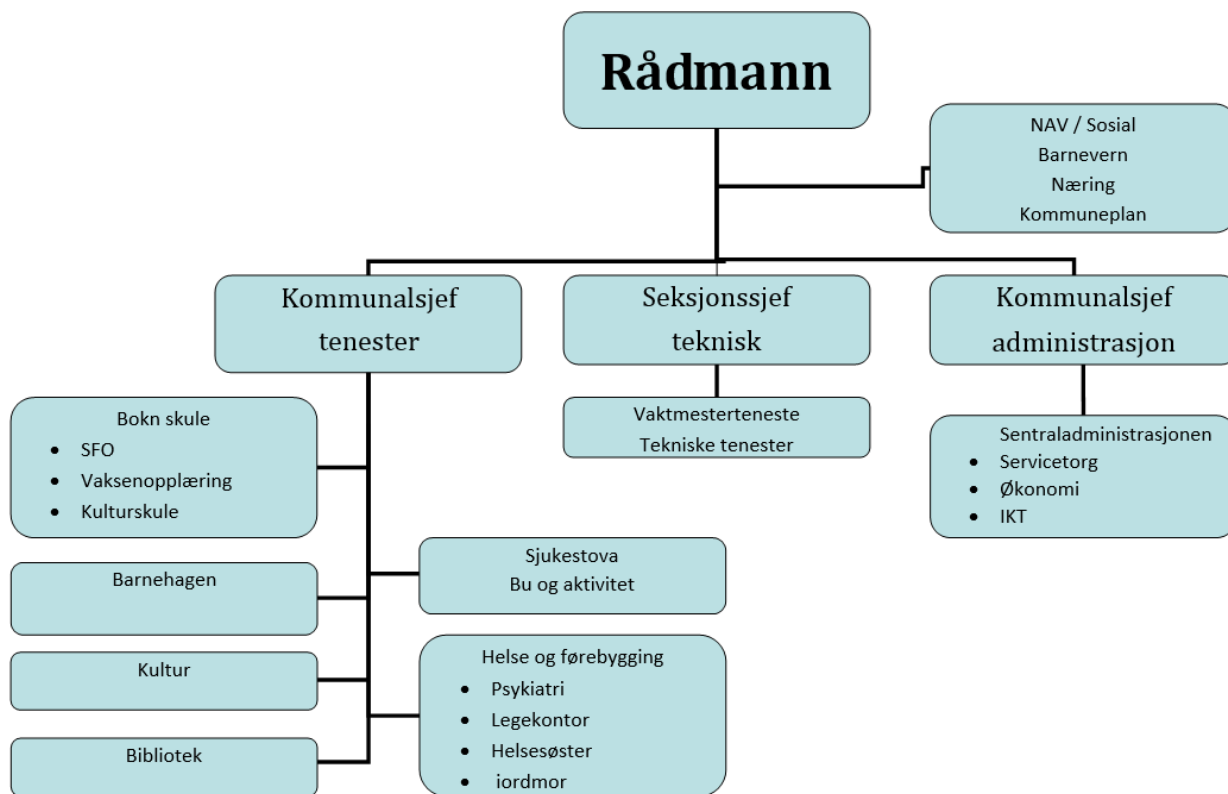 Rådmann
NAV / Sosial
Barnevern
Næring
Kommuneplan
Kommunalsjef
tenester
Seksjonssjef
teknisk
Kommunalsjef
administrasjon
Bokn skule
• SFO
• Vaksenopplæring
• Kulturskule
Vaktmesterteneste
Tekniske tenester
Sentraladministrasjonen
• Servicetorg
• Økonomi
• IKT
Barnehagen
Sjukestova
Bu og aktivitet
Kultur
Helse og førebygging
• Psykiatri
• Legekontor
• Helsesøster
• iordmor
Bibliotek